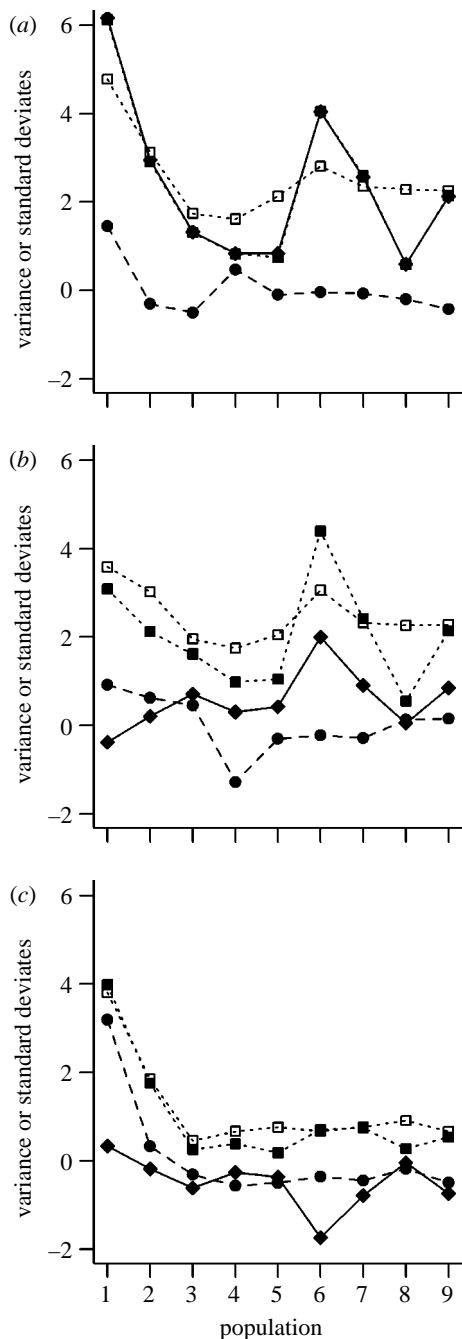 (a)
variance or standard deviates
6
4
2
0
–2
(b)
variance or standard deviates
6
4
2
0
–2
(c)
variance or standard deviates
6
4
2
0
–2
1 2 3 4 5 6 7 8 9
population